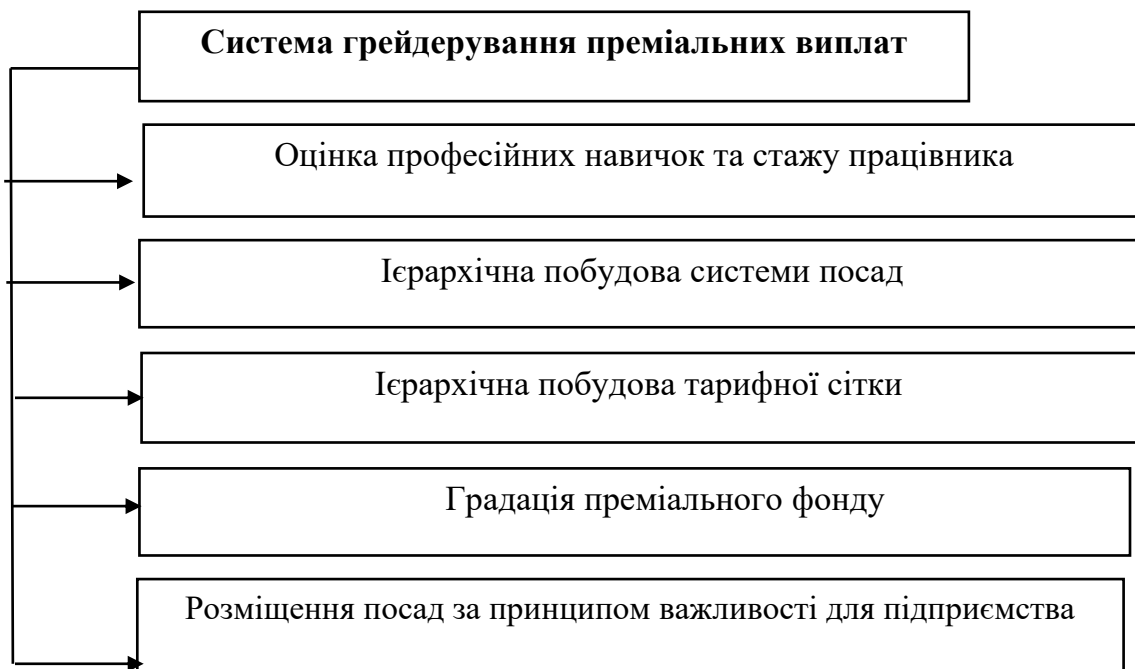 Система грейдерування преміальних виплат
Оцінка професійних навичок та стажу працівника
Ієрархічна побудова системи посад
Ієрархічна побудова тарифної сітки
Градація преміального фонду
Розміщення посад за принципом важливості для підприємства